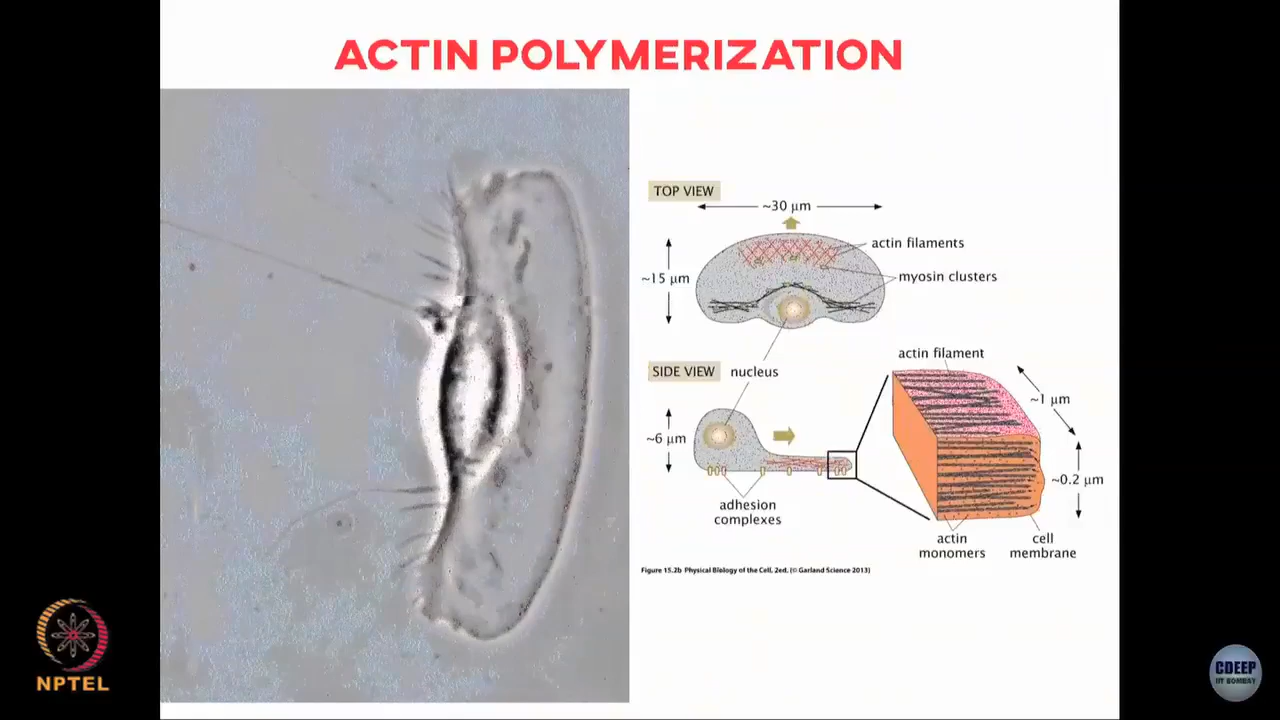 ACTIN POLYMERIZATION
TOP VIEW
~30 μm
actin filaments
~15 μm
myosin clusters
SIDE VIEW
nucleus
actin filament
~1 μm
~6 μm
~0.2 μm
adhesion
complexes
actin
monomers
cell
membrane
Figure 15.2b Physical Biology of the Cell, 2ed. (© Garland Science 2013)
NPTEL
CDEEP
IIT BOMBAY